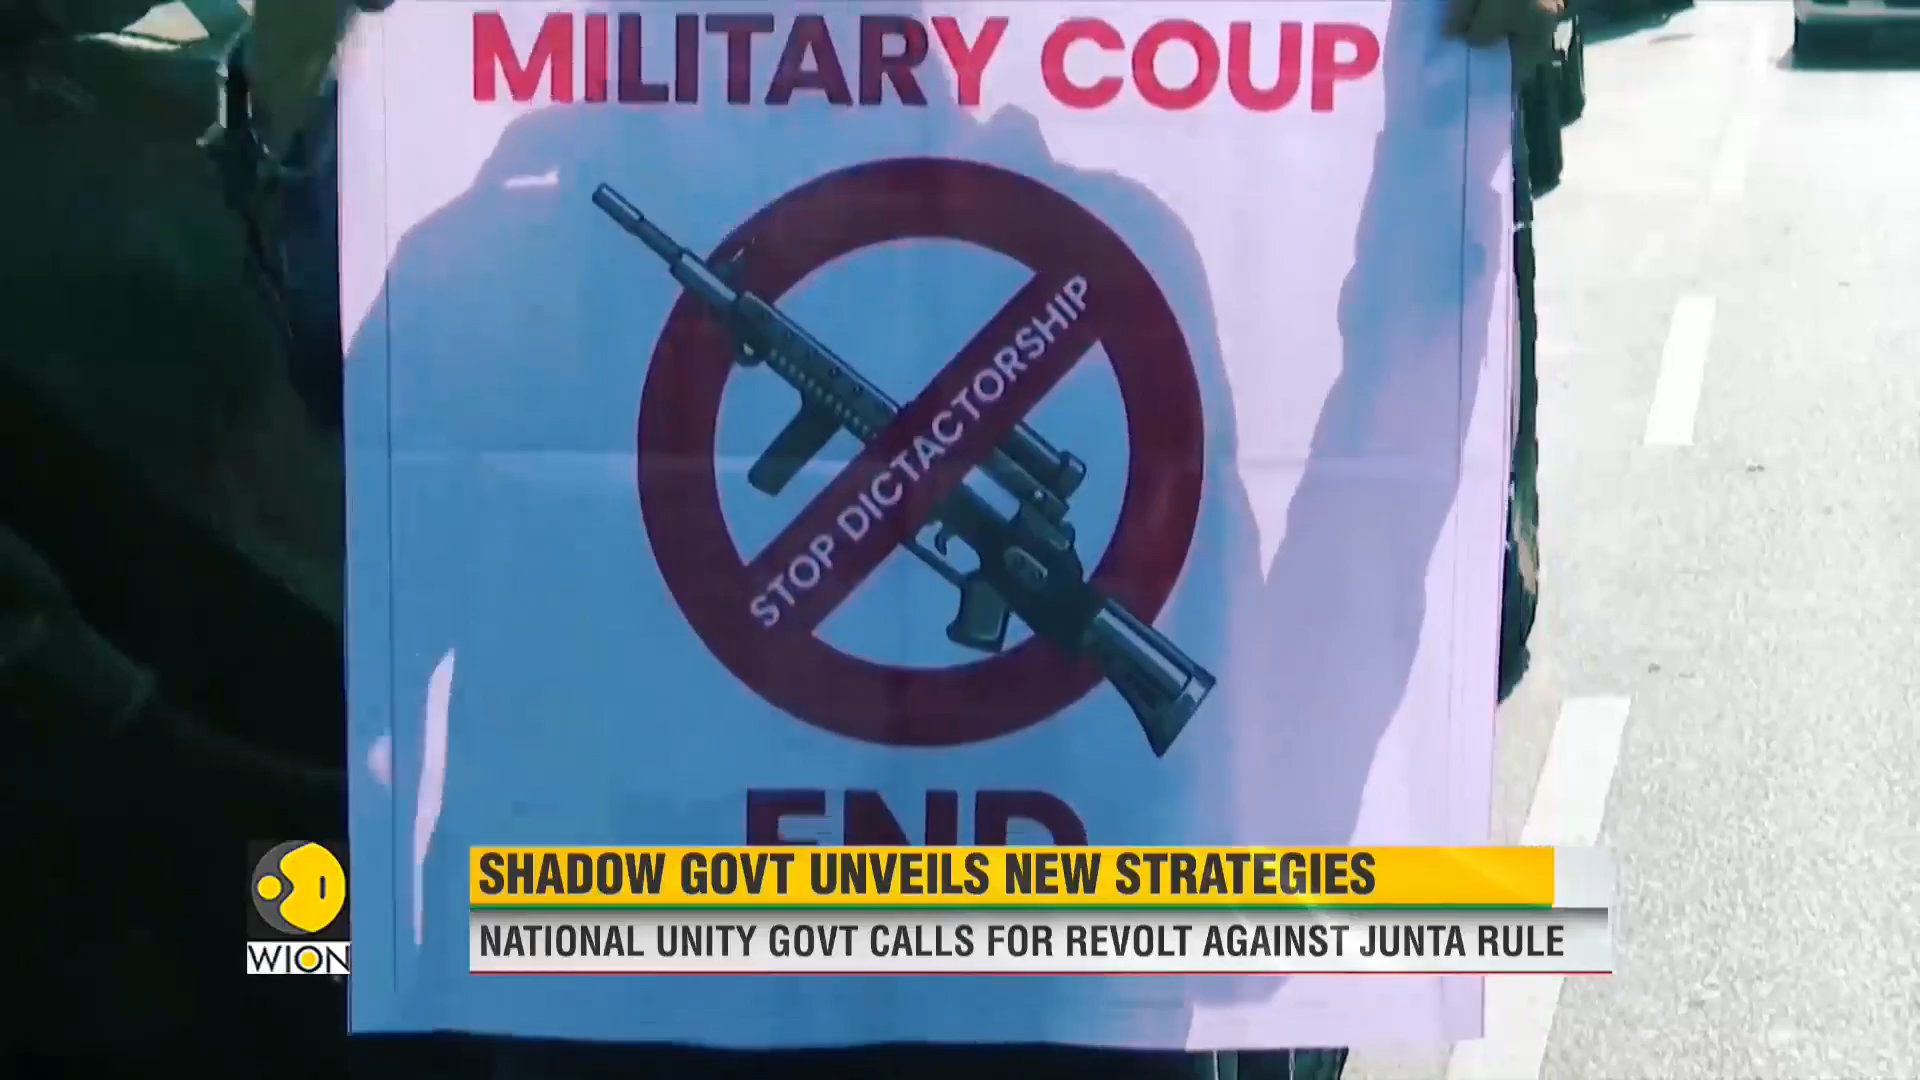 MILITARY COUP
STOP DICTACTORSHIP
END
SHADOW GOVT UNVEILS NEW STRATEGIES
NATIONAL UNITY GOVT CALLS FOR REVOLT AGAINST JUNTA RULE
WION